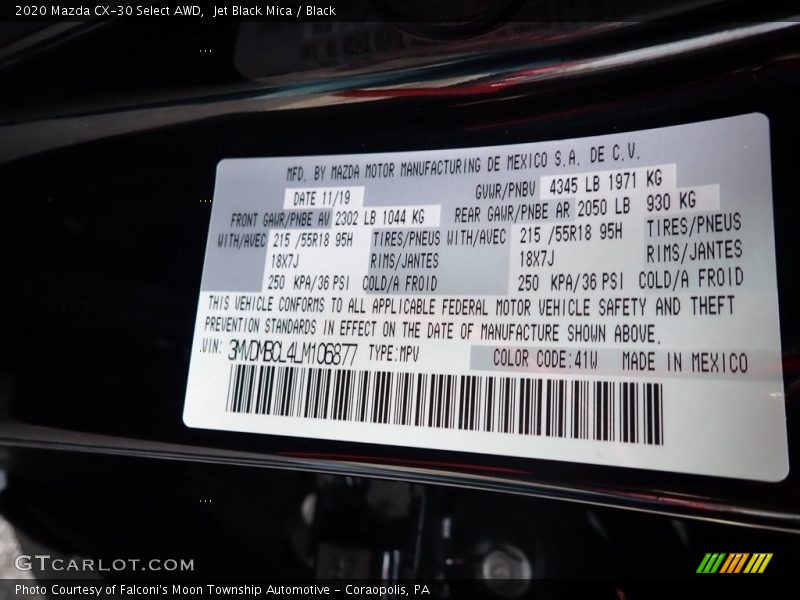 2020 Mazda CX-30 Select AWD, Jet Black Mica / Black
MFD. BY MAZDA MOTOR MANUFACTURING DE MEXICO S.A. DE C.V.
DATE 11/19 GVWR/PNBV 4345 LB 1971 KG
FRONT GAWR/PNBE AV 2302 LB 1044 KG REAR GAWR/PNBE AR 2050 LB 930 KG
WITH/AVEC 215 /55R18 95H TIRES/PNEUS WITH/AVEC 215 /55R18 95H TIRES/PNEUS
18X7J RIMS/JANTES 18X7J RIMS/JANTES
250 KPA/36 PSI COLD/A FROID 250 KPA/36 PSI COLD/A FROID
THIS VEHICLE CONFORMS TO ALL APPLICABLE FEDERAL MOTOR VEHICLE SAFETY AND THEFT
PREVENTION STANDARDS IN EFFECT ON THE DATE OF MANUFACTURE SHOWN ABOVE.
VIN: 3MVDMBCL4LM106877 TYPE:MPV COLOR CODE:41W MADE IN MEXICO
GTCARLOT.COM
Photo Courtesy of Falconi's Moon Township Automotive - Coraopolis, PA